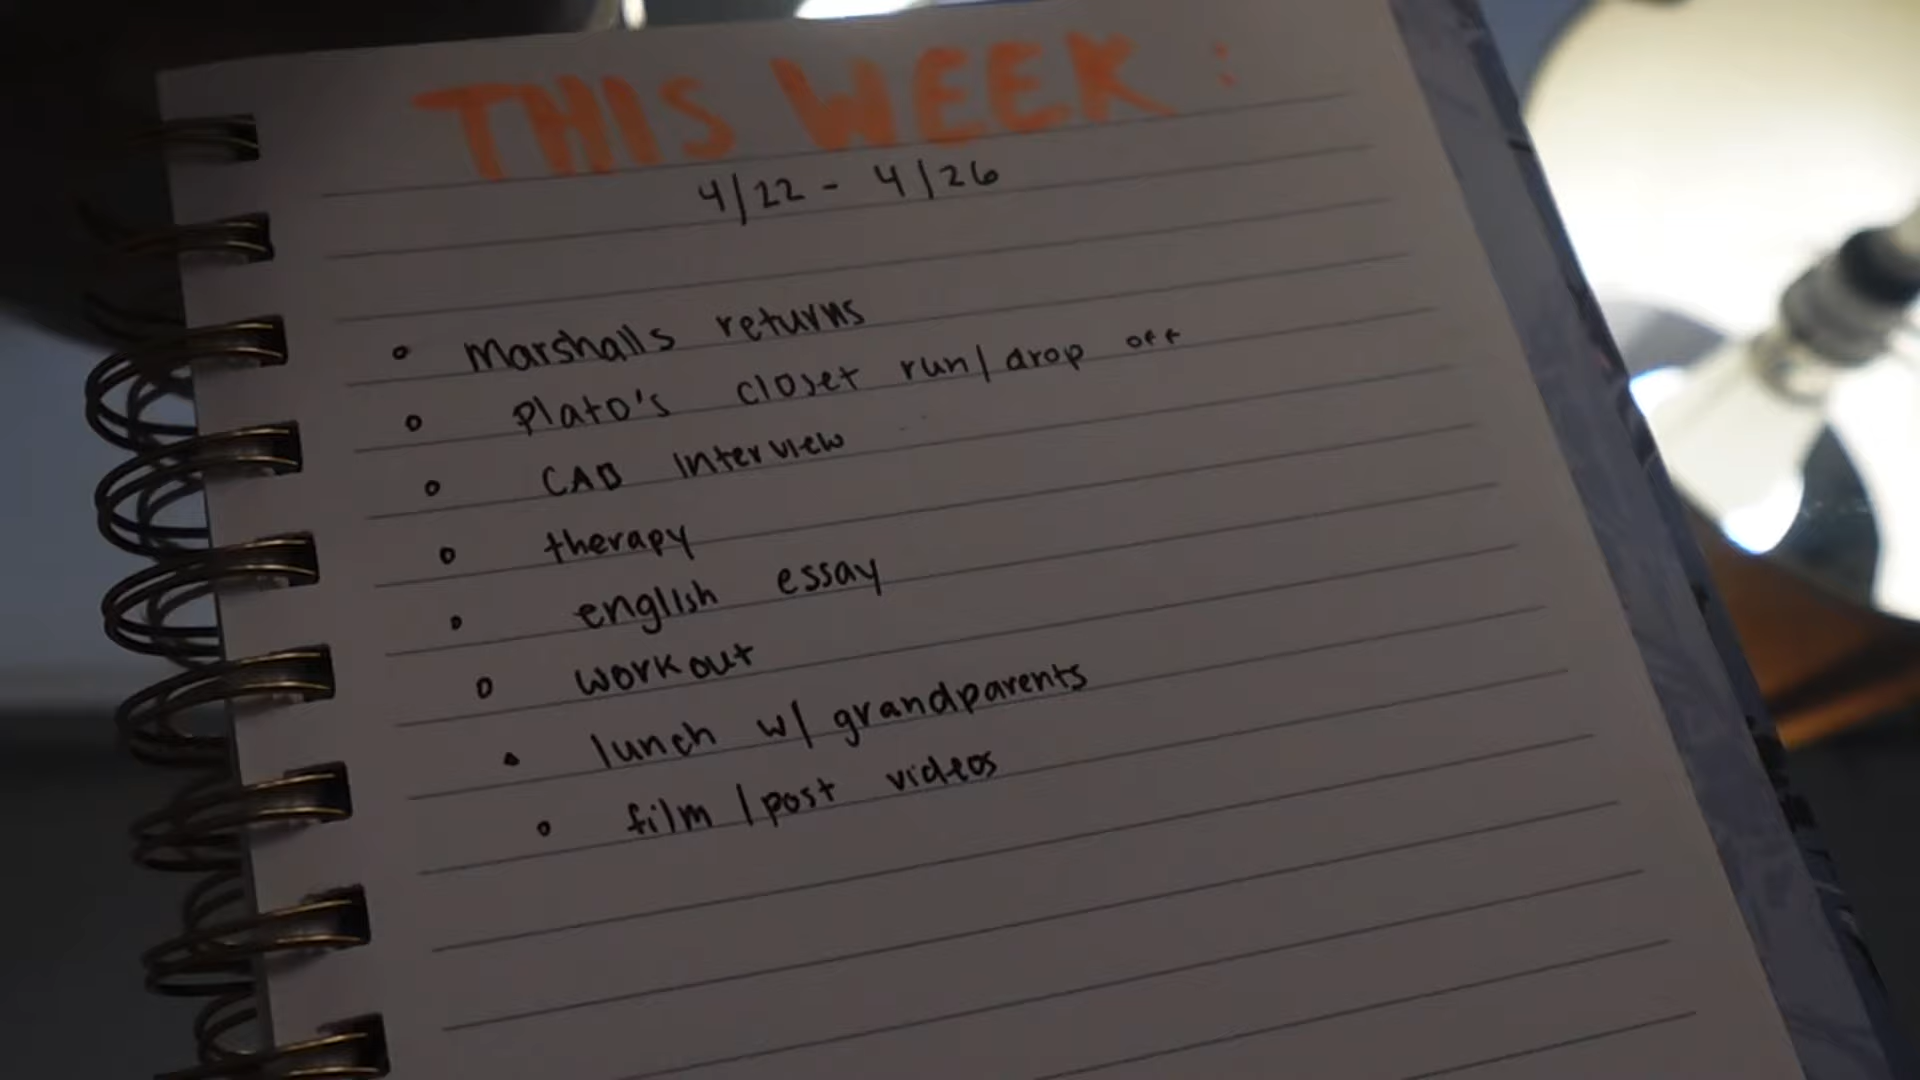 THIS WEEK:
4/22 - 4/26
• Marshalls returns
• plato's closet run/drop off
• CAB interview
• therapy
• english essay
• workout
• lunch w/ grandparents
• film/post videos